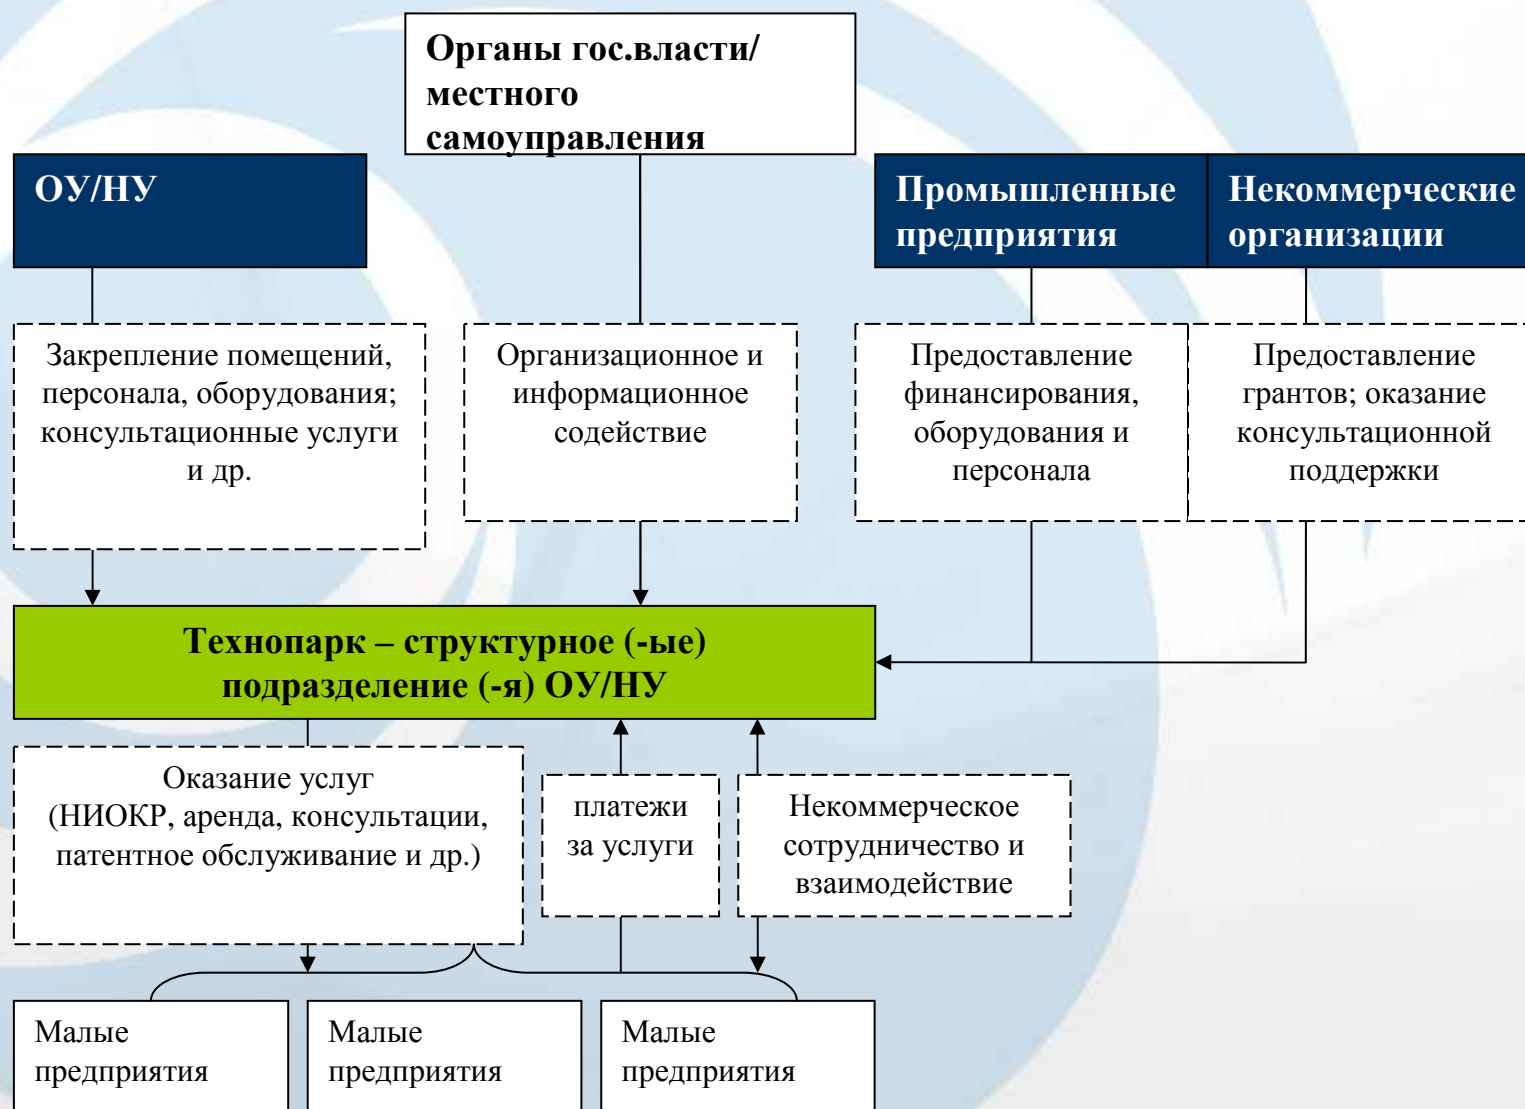 Органы гос.власти/
местного
самоуправления
ОУ/НУ
Промышленные
предприятия
Некоммерческие
организации
Закрепление помещений,
персонала, оборудования;
консультационные услуги
и др.
Организационное и
информационное
содействие
Предоставление
финансирования,
оборудования и
персонала
Предоставление
грантов; оказание
консультационной
поддержки
Технопарк – структурное (-ые)
подразделение (-я) ОУ/НУ
Оказание услуг
(НИОКР, аренда, консультации,
патентное обслуживание и др.)
платежи
за услуги
Некоммерческое
сотрудничество и
взаимодействие
Малые
предприятия
Малые
предприятия
Малые
предприятия